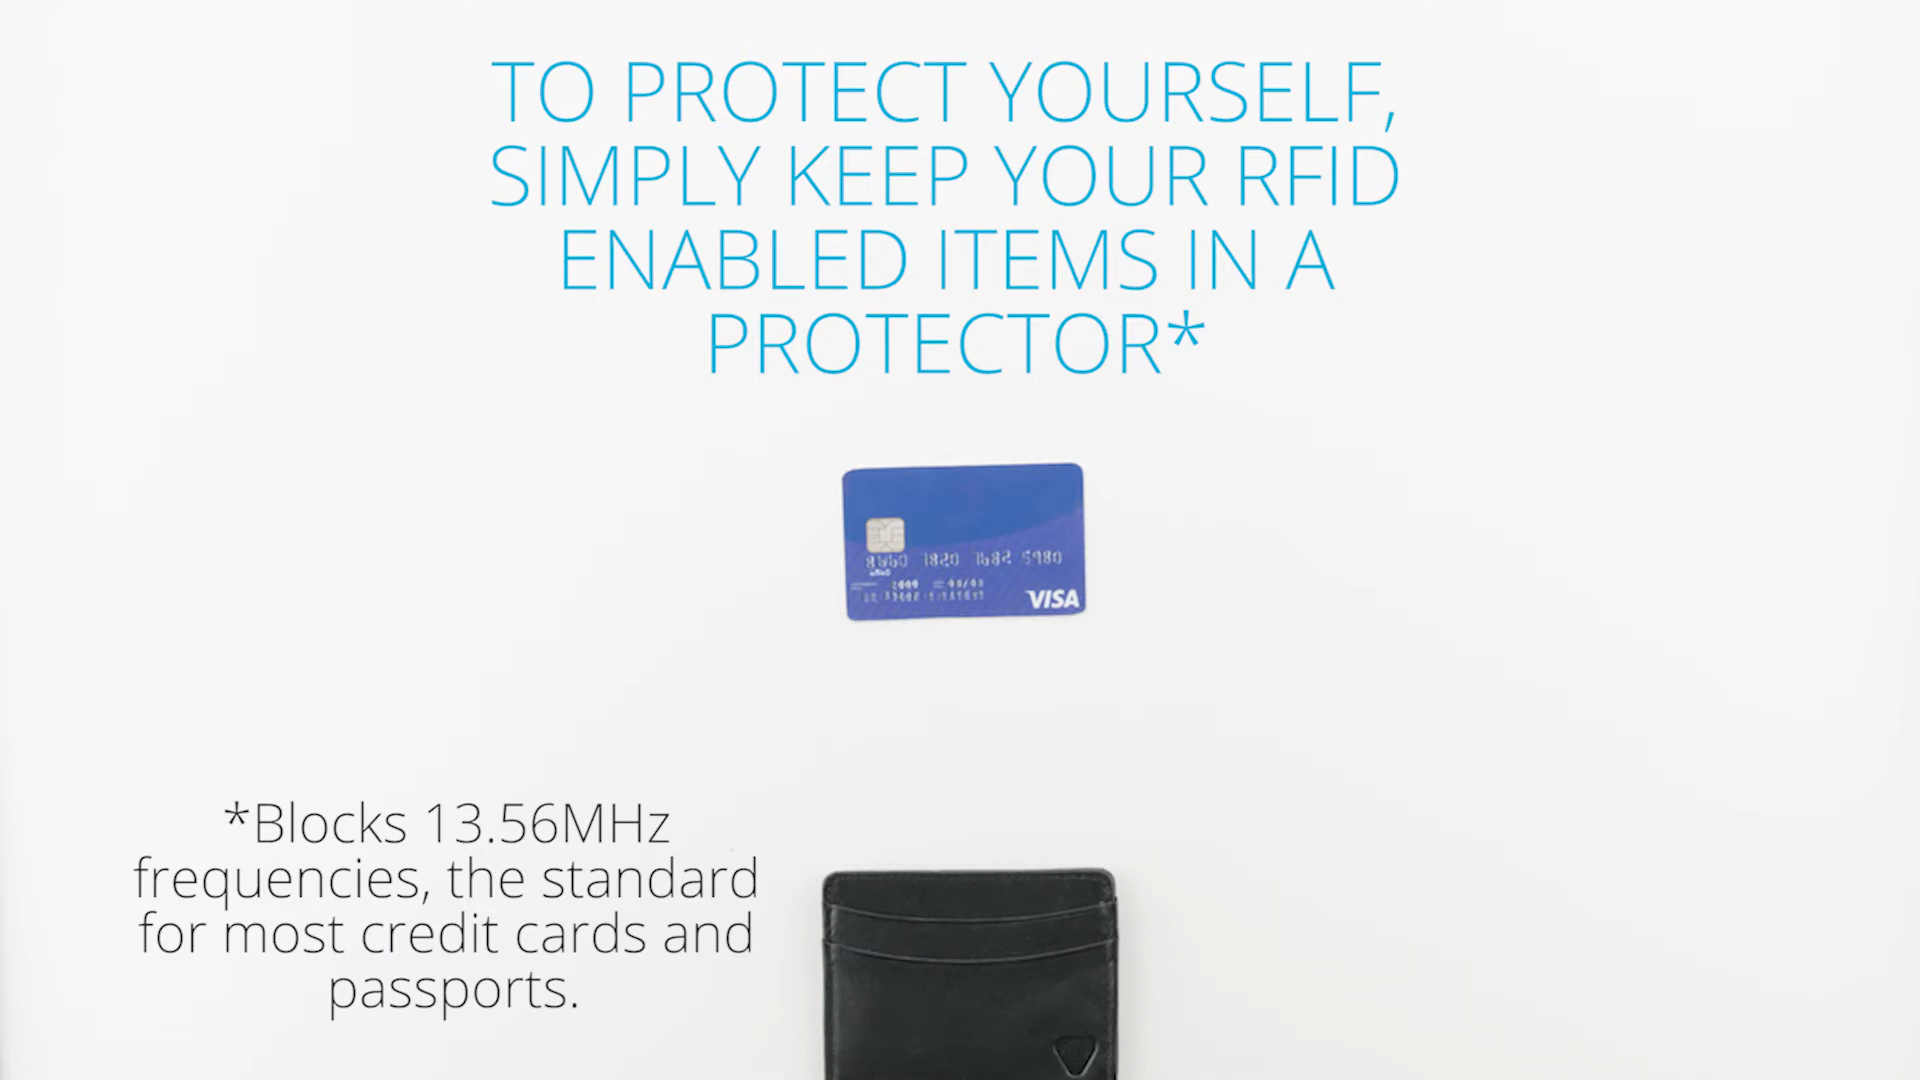 TO PROTECT YOURSELF,
SIMPLY KEEP YOUR RFID
ENABLED ITEMS IN A
PROTECTOR*
VISA
*Blocks 13.56MHz
frequencies, the standard
for most credit cards and
passports.